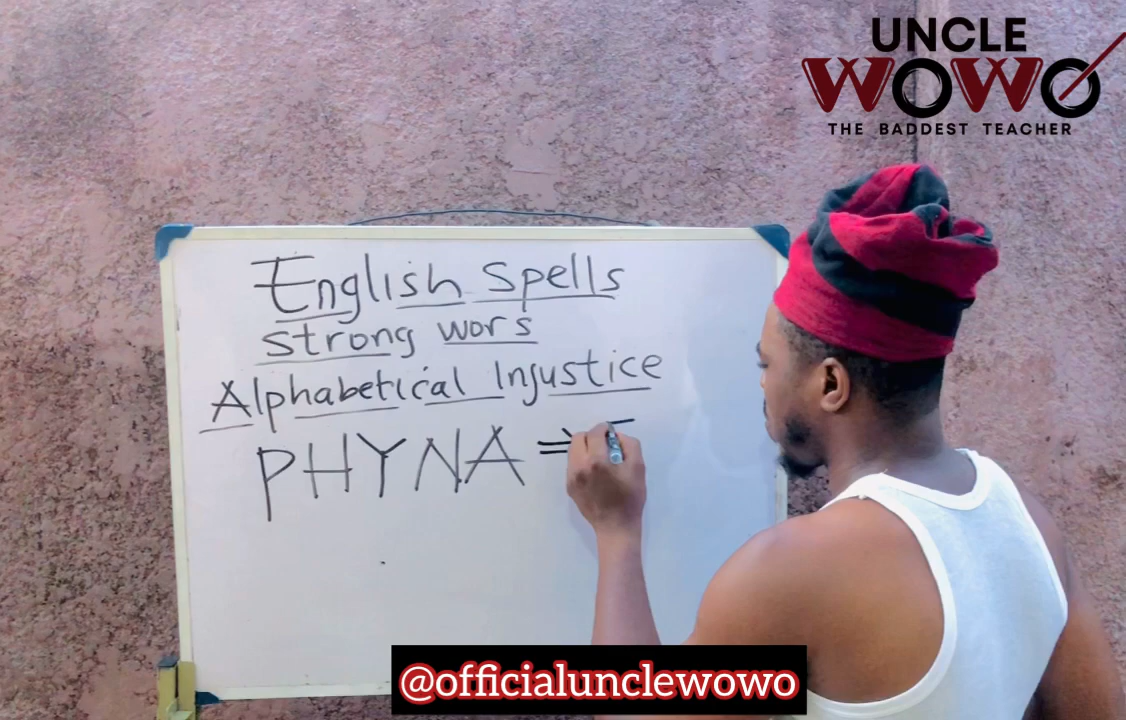 UNCLE
WOWO
THE BADDEST TEACHER
English Spells
strong wors
Alphabetical Injustice
PHYNA =
@officialunclewowo